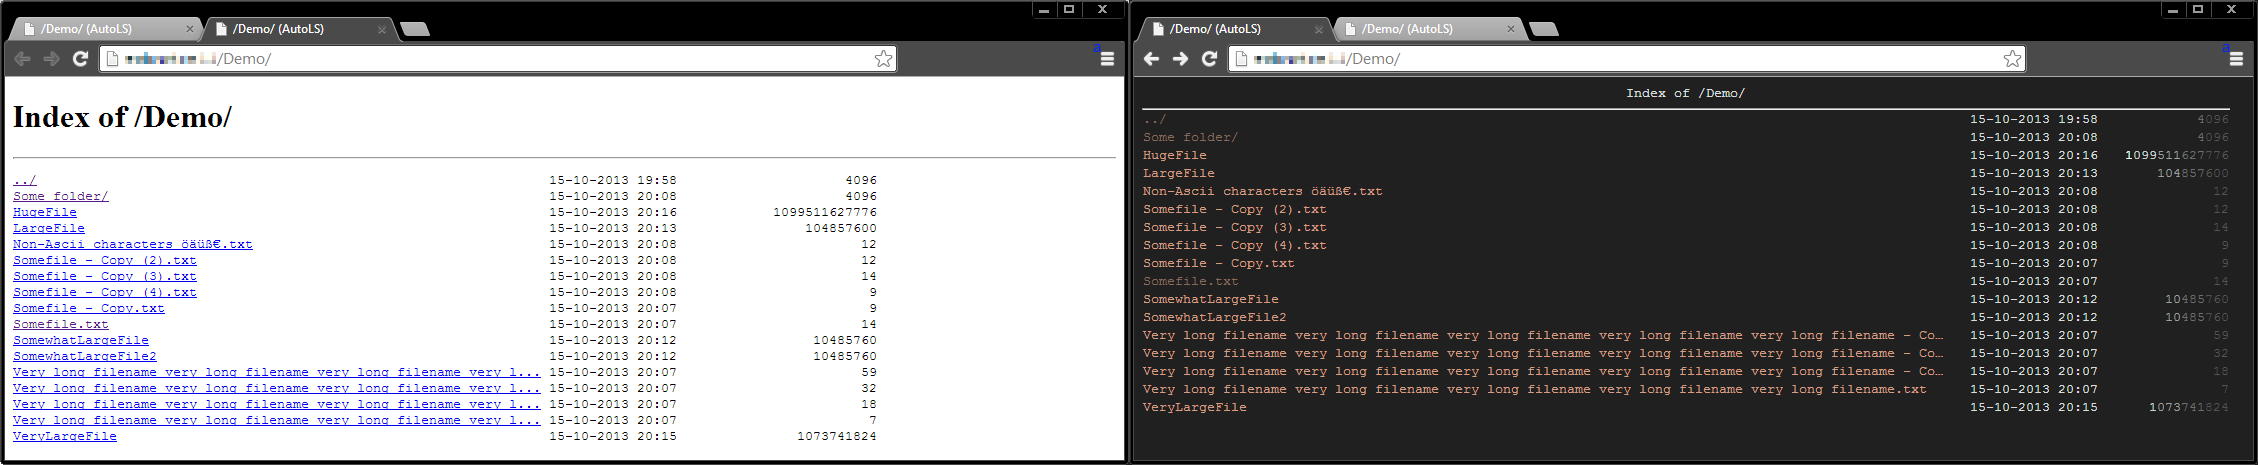 /Demo/ (AutoLS) /Demo/ (AutoLS)
/Demo/
Index of /Demo/
../ 15-10-2013 19:58 4096
Some folder/ 15-10-2013 20:08 4096
HugeFile 15-10-2013 20:16 1099511627776
LargeFile 15-10-2013 20:13 104857600
Non-Ascii characters öäüß€.txt 15-10-2013 20:08 12
Somefile - Copy (2).txt 15-10-2013 20:08 12
Somefile - Copy (3).txt 15-10-2013 20:08 14
Somefile - Copy (4).txt 15-10-2013 20:08 9
Somefile - Copy.txt 15-10-2013 20:07 9
Somefile.txt 15-10-2013 20:07 14
SomewhatLargeFile 15-10-2013 20:12 10485760
SomewhatLargeFile2 15-10-2013 20:12 10485760
Very long filename very long filename very long filename very l... 15-10-2013 20:07 59
Very long filename very long filename very long filename very l... 15-10-2013 20:07 32
Very long filename very long filename very long filename very l... 15-10-2013 20:07 18
Very long filename very long filename very long filename very l... 15-10-2013 20:07 7
VeryLargeFile 15-10-2013 20:15 1073741824
/Demo/ (AutoLS) /Demo/ (AutoLS)
/Demo/
Index of /Demo/
../ 15-10-2013 19:58 4096
Some folder/ 15-10-2013 20:08 4096
HugeFile 15-10-2013 20:16 1099511627776
LargeFile 15-10-2013 20:13 104857600
Non-Ascii characters öäüß€.txt 15-10-2013 20:08 12
Somefile - Copy (2).txt 15-10-2013 20:08 12
Somefile - Copy (3).txt 15-10-2013 20:08 14
Somefile - Copy (4).txt 15-10-2013 20:08 9
Somefile - Copy.txt 15-10-2013 20:07 9
Somefile.txt 15-10-2013 20:07 14
SomewhatLargeFile 15-10-2013 20:12 10485760
SomewhatLargeFile2 15-10-2013 20:12 10485760
Very long filename very long filename very long filename very long filename very long filename - Co… 15-10-2013 20:07 59
Very long filename very long filename very long filename very long filename very long filename - Co… 15-10-2013 20:07 32
Very long filename very long filename very long filename very long filename very long filename - Co… 15-10-2013 20:07 18
Very long filename very long filename very long filename very long filename very long filename.txt 15-10-2013 20:07 7
VeryLargeFile 15-10-2013 20:15 1073741824